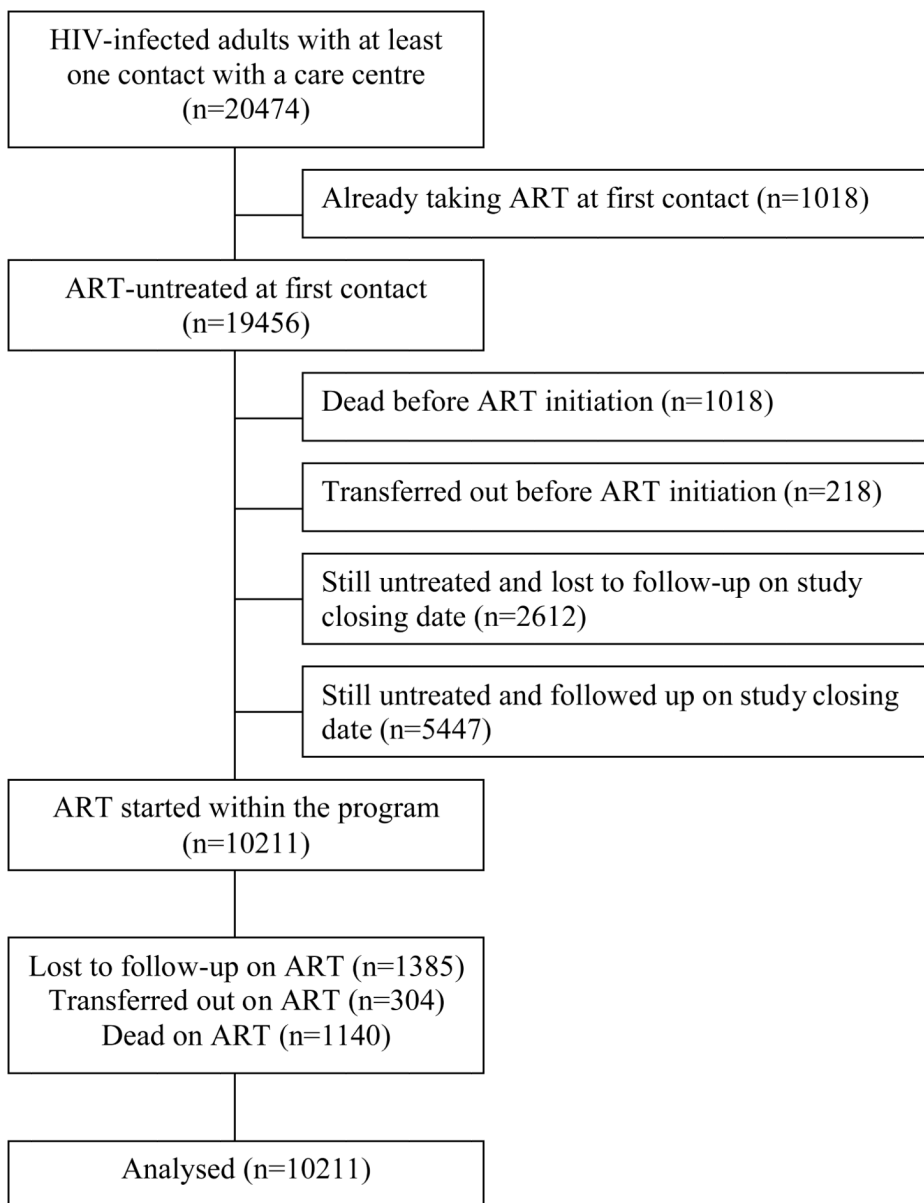 HIV-infected adults with at least
one contact with a care centre
(n=20474)
Already taking ART at first contact (n=1018)
ART-untreated at first contact
(n=19456)
Dead before ART initiation (n=1018)
Transferred out before ART initiation (n=218)
Still untreated and lost to follow-up on study
closing date (n=2612)
Still untreated and followed up on study closing
date (n=5447)
ART started within the program
(n=10211)
Lost to follow-up on ART (n=1385)
Transferred out on ART (n=304)
Dead on ART (n=1140)
Analysed (n=10211)